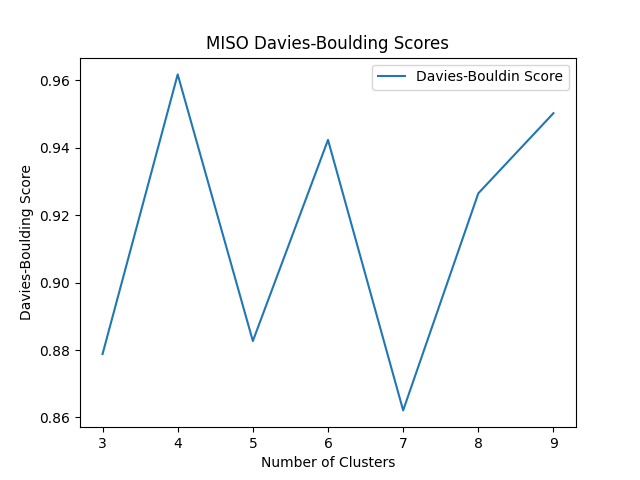 MISO Davies-Boulding Scores
Davies-Bouldin Score
Davies-Boulding Score
0.96
0.94
0.92
0.90
0.88
0.86
3 4 5 6 7 8 9
Number of Clusters